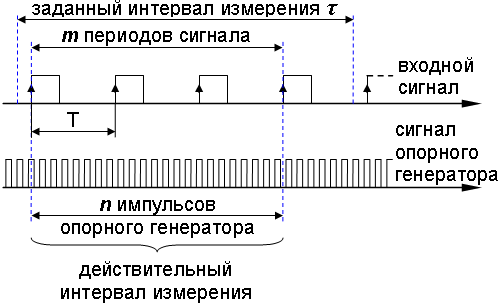 заданный интервал измерения τ
m периодов сигнала
входной
сигнал
T
сигнал
опорного
генератора
n импульсов
опорного генератора
действительный
интервал измерения